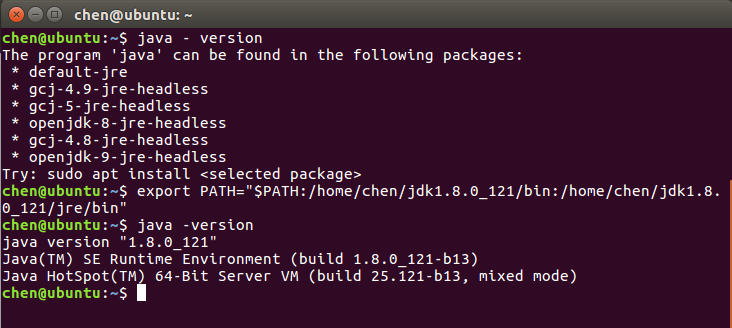 chen@ubuntu: ~
chen@ubuntu:~$ java - version
The program 'java' can be found in the following packages:
 * default-jre
 * gcj-4.9-jre-headless
 * gcj-5-jre-headless
 * openjdk-8-jre-headless
 * gcj-4.8-jre-headless
 * openjdk-9-jre-headless
Try: sudo apt install <selected package>
chen@ubuntu:~$ export PATH="$PATH:/home/chen/jdk1.8.0_121/bin:/home/chen/jdk1.8.
0_121/jre/bin"
chen@ubuntu:~$ java -version
java version "1.8.0_121"
Java(TM) SE Runtime Environment (build 1.8.0_121-b13)
Java HotSpot(TM) 64-Bit Server VM (build 25.121-b13, mixed mode)
chen@ubuntu:~$